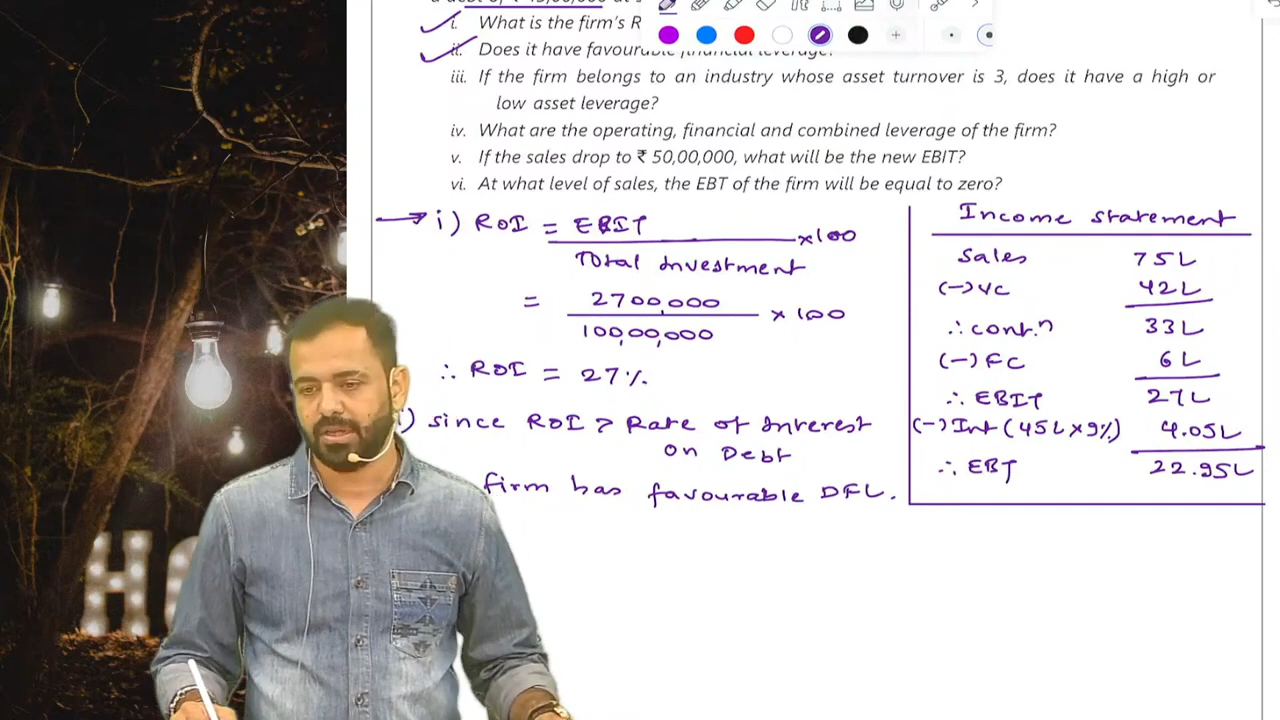 i. What is the firm's R
ii. Does it have favourable financial leverage?
iii. If the firm belongs to an industry whose asset turnover is 3, does it have a high or
low asset leverage?
iv. What are the operating, financial and combined leverage of the firm?
v. If the sales drop to ₹ 50,00,000, what will be the new EBIT?
vi. At what level of sales, the EBT of the firm will be equal to zero?
i) ROI = EBIT
×100
Total Investment
= 2700,000
× 100
100,00,000
∴ ROI = 27%
i) since ROI > Rate of Interest
on Debt
firm has favourable DFL.
Income statement
Sales 75L
(-) VC 42L
∴ contⁿ 33L
(-) FC 6L
∴ EBIT 27L
(-) Int (45L×9%) 4.05L
∴ EBT 22.95L
H